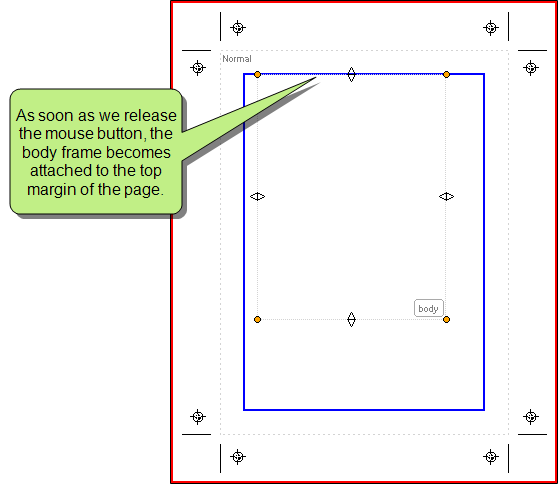 Normal
As soon as we release
the mouse button, the
body frame becomes
attached to the top
margin of the page.
body